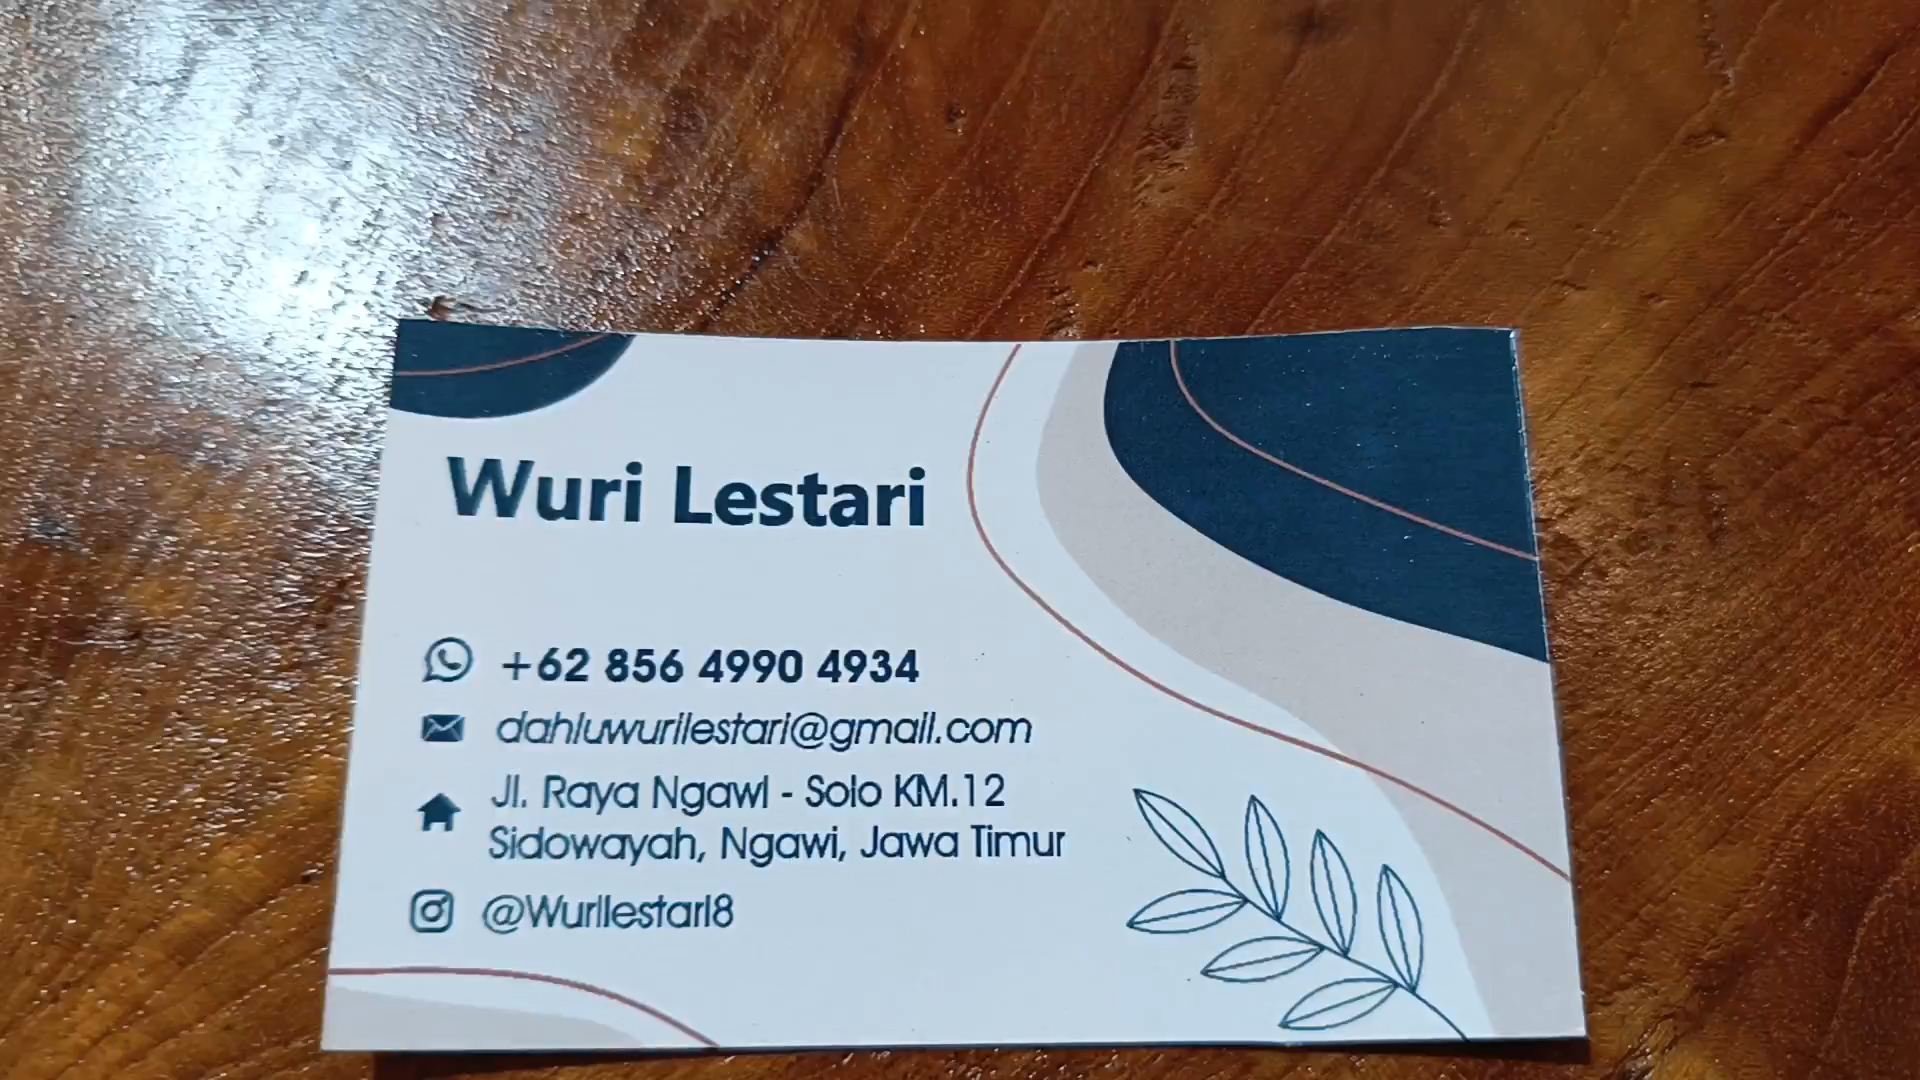 Wuri Lestari
+62 856 4990 4934
dahluwurilestari@gmail.com
Jl. Raya Ngawi - Solo KM.12
Sidowayah, Ngawi, Jawa Timur
@Wurilestari8